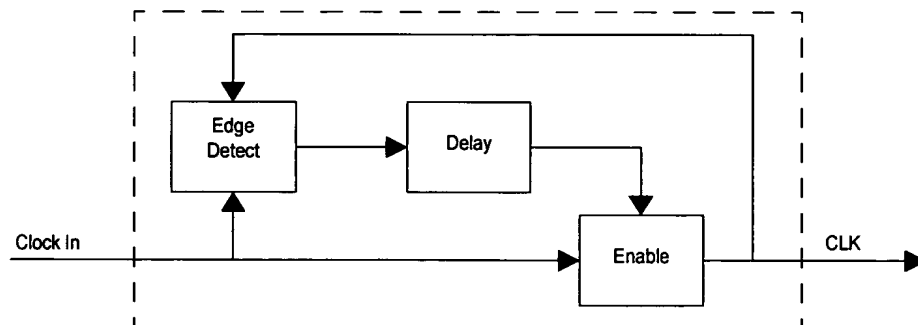 Edge
Detect
Delay
Clock In
Enable
CLK